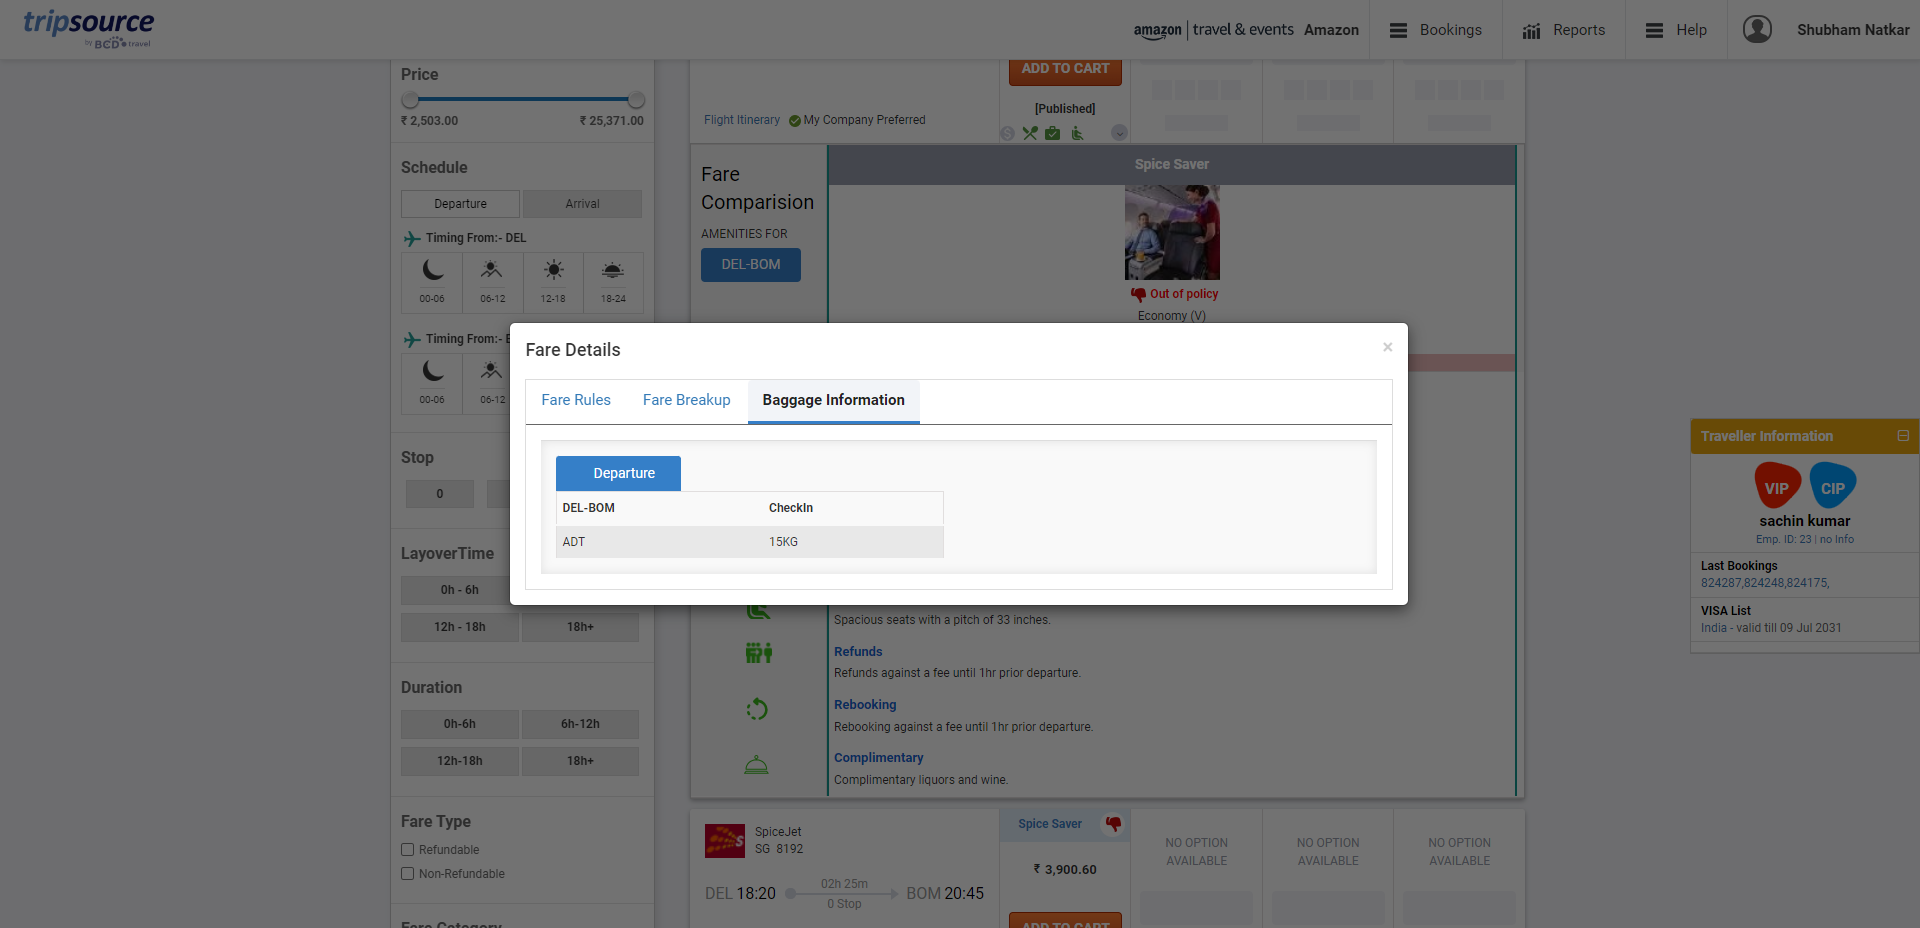 tripsource
by BCD travel
amazon | travel & events Amazon
Bookings
Reports
Help
Shubham Natkar
Price
₹ 2,503.00
₹ 25,371.00
Schedule
Departure
Arrival
Timing From:- DEL
00-06
06-12
12-18
18-24
Timing From:-
00-06
06-12
Stop
0
LayoverTime
0h - 6h
12h - 18h
18h+
Duration
0h-6h
6h-12h
12h-18h
18h+
Fare Type
Refundable
Non-Refundable
Fare Category
Flight Itinerary
My Company Preferred
ADD TO CART
[Published]
Fare
Comparision
AMENITIES FOR
DEL-BOM
Spice Saver
Out of policy
Economy (V)
Fare Details
×
Fare Rules
Fare Breakup
Baggage Information
Departure
DEL-BOM CheckIn
ADT 15KG
Spacious seats with a pitch of 33 inches.
Refunds
Refunds against a fee until 1hr prior departure.
Rebooking
Rebooking against a fee until 1hr prior departure.
Complimentary
Complimentary liquors and wine.
SpiceJet
SG 8192
DEL 18:20
02h 25m
0 Stop
BOM 20:45
Spice Saver
₹ 3,900.60
ADD TO CART
NO OPTION
AVAILABLE
NO OPTION
AVAILABLE
NO OPTION
AVAILABLE
Traveller Information
VIP
CIP
sachin kumar
Emp. ID: 23 | no Info
Last Bookings
824287,824248,824175,
VISA List
India - valid till 09 Jul 2031